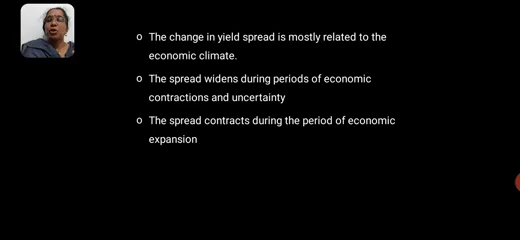 o The change in yield spread is mostly related to the
economic climate.
o The spread widens during periods of economic
contractions and uncertainty
o The spread contracts during the period of economic
expansion